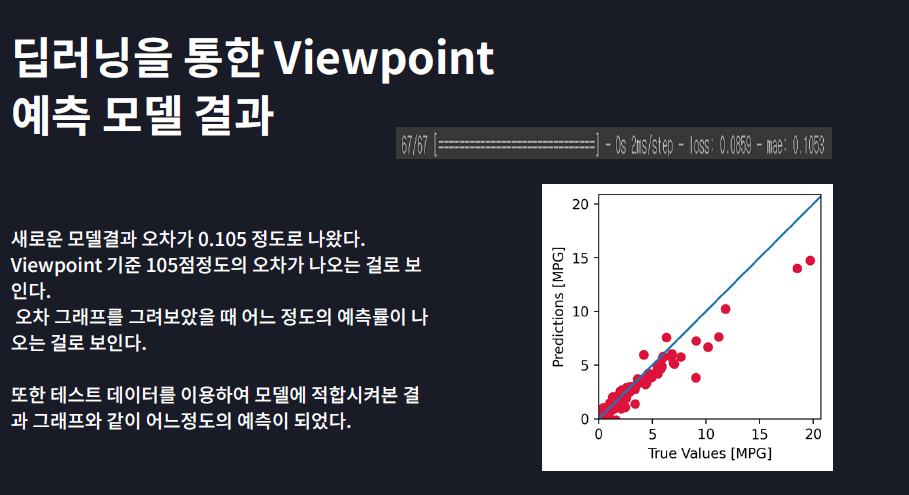 딥러닝을 통한 Viewpoint
예측 모델 결과
67/67 [==============================] - 0s 2ms/step - loss: 0.0859 - mae: 0.1053
새로운 모델결과 오차가 0.105 정도로 나왔다.
Viewpoint 기준 105점정도의 오차가 나오는 걸로 보
인다.
오차 그래프를 그려보았을 때 어느 정도의 예측률이 나
오는 걸로 보인다.
또한 테스트 데이터를 이용하여 모델에 적합시켜본 결
과 그래프와 같이 어느정도의 예측이 되었다.
20
15
10
5
0
Predictions [MPG]
0 5 10 15 20
True Values [MPG]